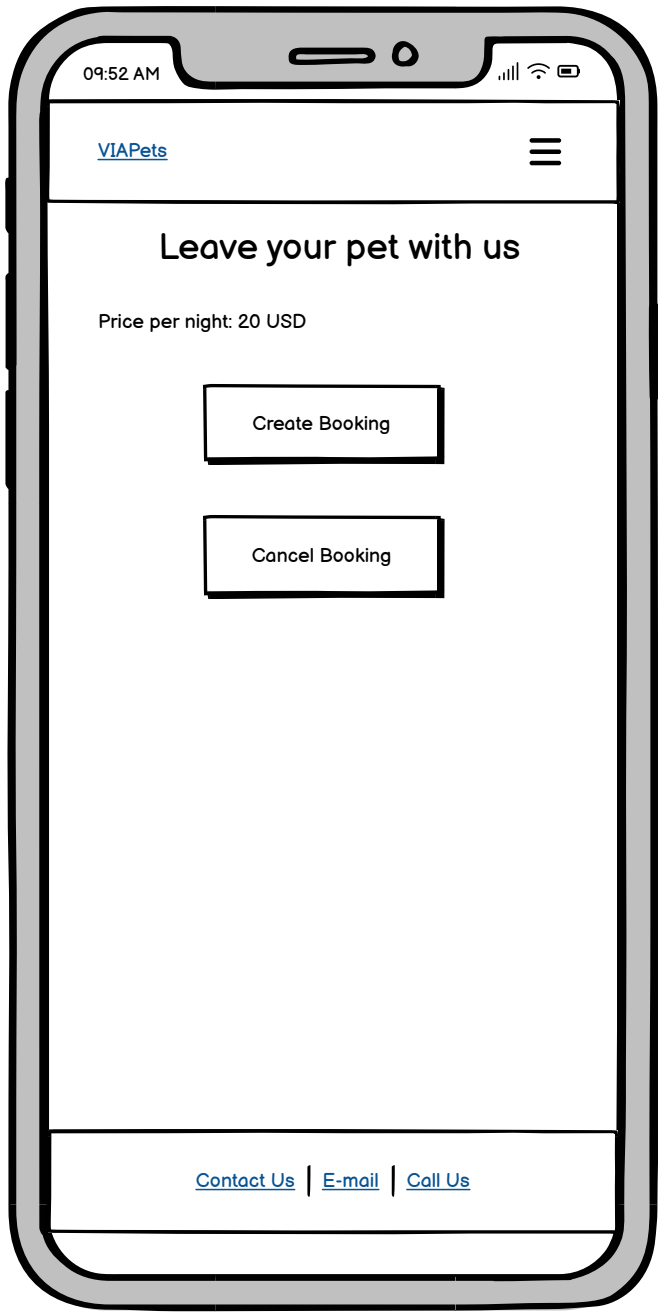 09:52 AM
VIAPets
Leave your pet with us
Price per night: 20 USD
Create Booking
Cancel Booking
Contact Us | E-mail | Call Us